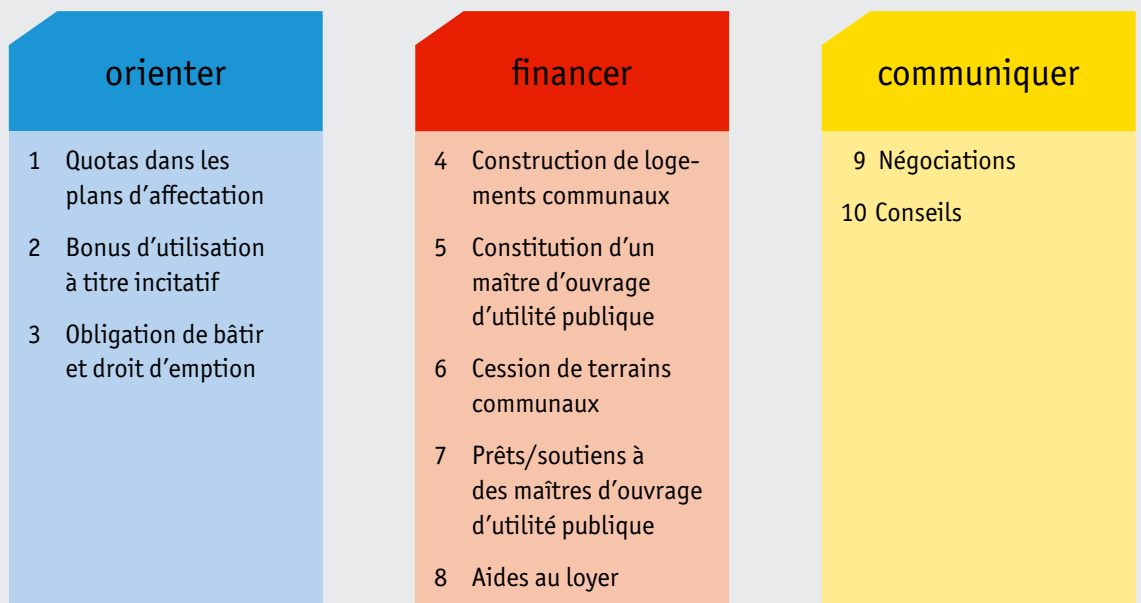 orienter
1 Quotas dans les
plans d’affectation
2 Bonus d’utilisation
à titre incitatif
3 Obligation de bâtir
et droit d’emption
financer
4 Construction de loge-
ments communaux
5 Constitution d’un
maître d’ouvrage
d’utilité publique
6 Cession de terrains
communaux
7 Prêts/soutiens à
des maîtres d’ouvrage
d’utilité publique
8 Aides au loyer
communiquer
9 Négociations
10 Conseils